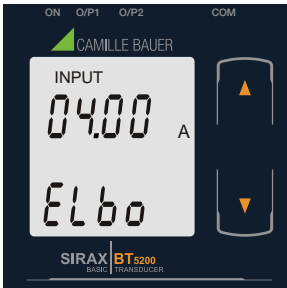 ON O/P1 O/P2 COM
CAMILLE BAUER
INPUT
04.00 A
ELbo
SIRAX BT5200
BASIC TRANSDUCER